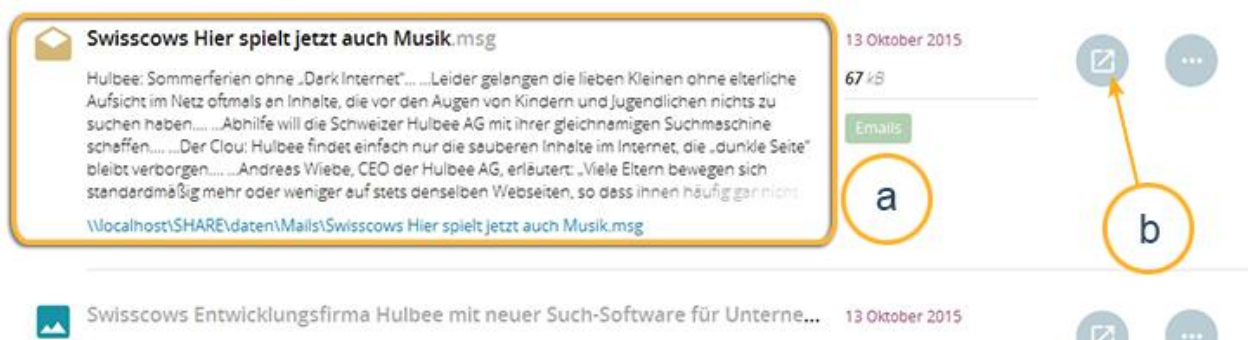 Swisscows Hier spielt jetzt auch Musik.msg
13 Oktober 2015
67 kB
Emails
Hulbee: Sommerferien ohne „Dark Internet“... ...Leider gelangen die lieben Kleinen ohne elterliche
Aufsicht im Netz oftmals an Inhalte, die vor den Augen von Kindern und Jugendlichen nichts zu
suchen haben.... ...Abhilfe will die Schweizer Hulbee AG mit ihrer gleichnamigen Suchmaschine
schaffen.... ...Der Clou: Hulbee findet einfach nur die sauberen Inhalte im Internet, die „dunkle Seite“
bleibt verborgen.... ...Andreas Wiebe, CEO der Hulbee AG, erläutert: „Viele Eltern bewegen sich
standardmäßig mehr oder weniger auf stets denselben Webseiten, so dass ihnen häufig gar nicht
\\localhost\SHARE\daten\Mails\Swisscows Hier spielt jetzt auch Musik.msg
a
b
Swisscows Entwicklungsfirma Hulbee mit neuer Such-Software für Unterne...
13 Oktober 2015